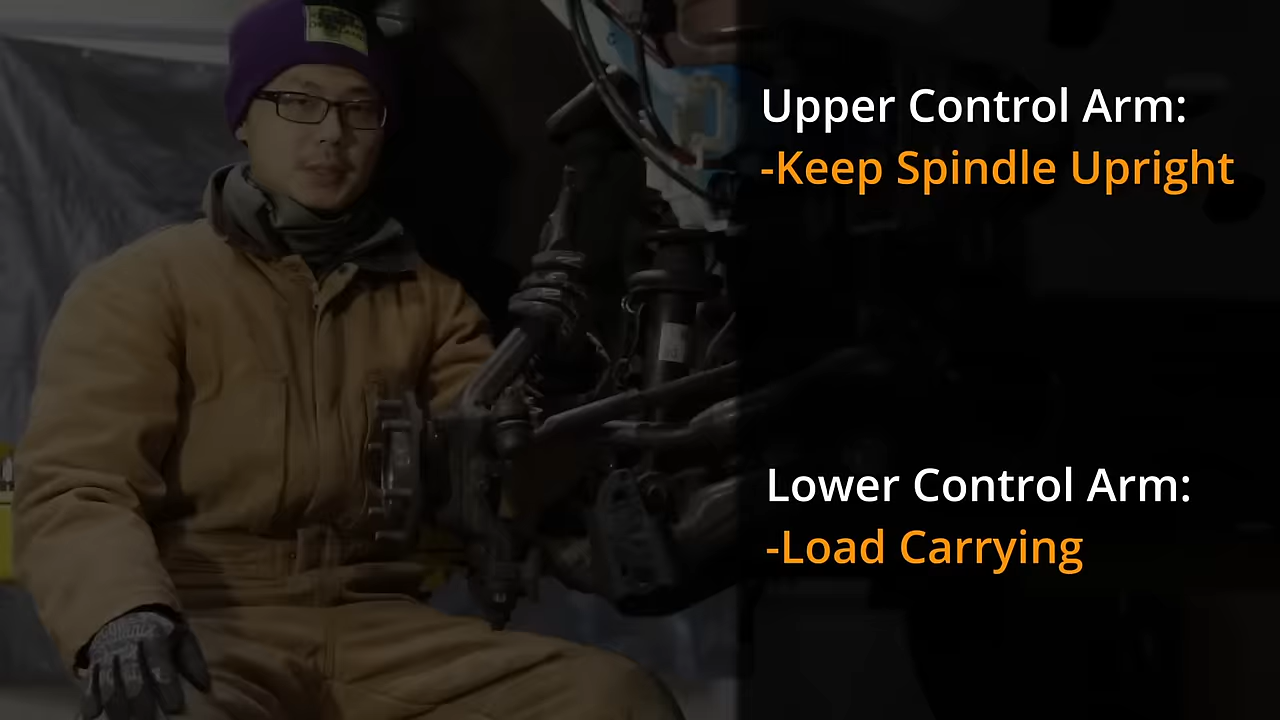 Upper Control Arm:
-Keep Spindle Upright
Lower Control Arm:
-Load Carrying